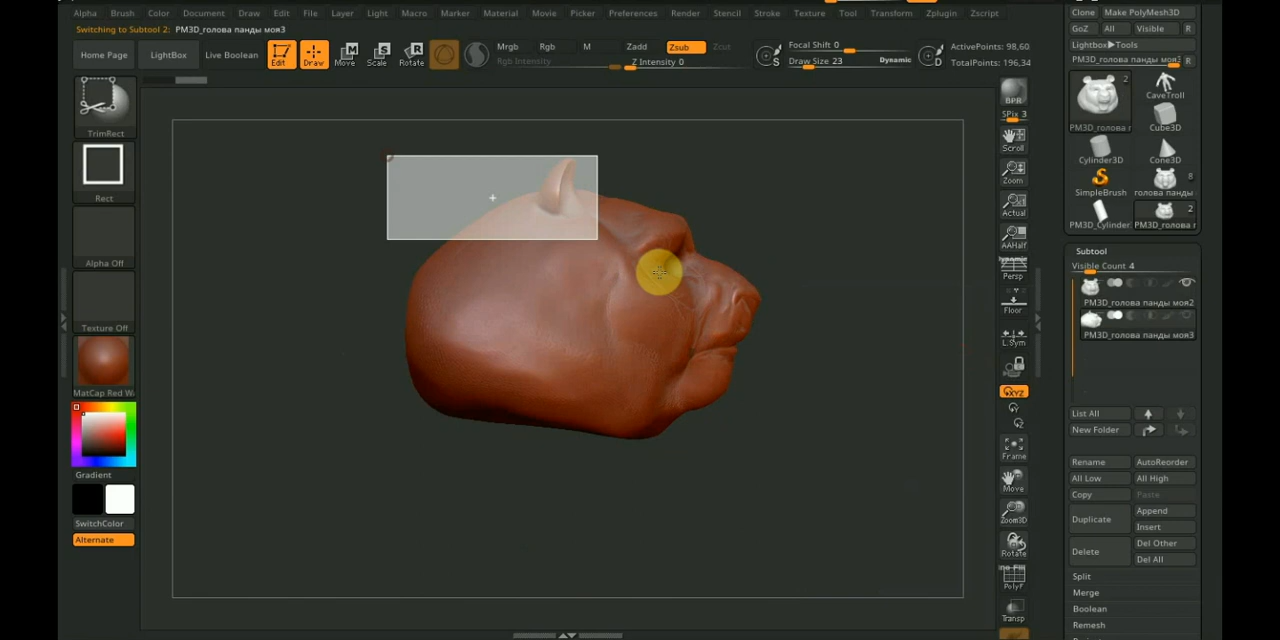 Alpha Brush Color Document Draw Edit File Layer Light Macro Marker Material Movie Picker Preferences Render Stencil Stroke Texture Tool Transform Zplugin Zscript
Switching to Subtool 2: PM3D_голова панды моя3
Home Page LightBox Live Boolean Edit Draw Move Scale Rotate
Mrgb Rgb M Zadd Zsub Zcut
Rgb Intensity Z Intensity 0
Focal Shift 0
Draw Size 23 Dynamic
S D
ActivePoints: 98,60
TotalPoints: 196,34
TrimRect
Rect
Alpha Off
Texture Off
MatCap Red W
Gradient
SwitchColor
Alternate
BPR
SPix 3
Scroll
Zoom
Actual
AAHalf
Dynamic
Persp
Floor
L.Sym
XYZ
Frame
Move
Zoom3D
Rotate
PolyF
Transp
Clone Make PolyMesh3D
GoZ All Visible R
Lightbox▶Tools
PM3D_голова панды моя3 R
2
PM3D_голова п
CaveTroll
Cube3D
Cylinder3D Cone3D
8
SimpleBrush голова панды
2
PM3D_Cylinder PM3D_голова п
Subtool
Visible Count 4
PM3D_голова панды моя2
PM3D_голова панды моя3
List All
New Folder
Rename AutoReorder
All Low All High
Copy Paste
Duplicate Append
Insert
Delete Del Other
Del All
Split
Merge
Boolean
Remesh